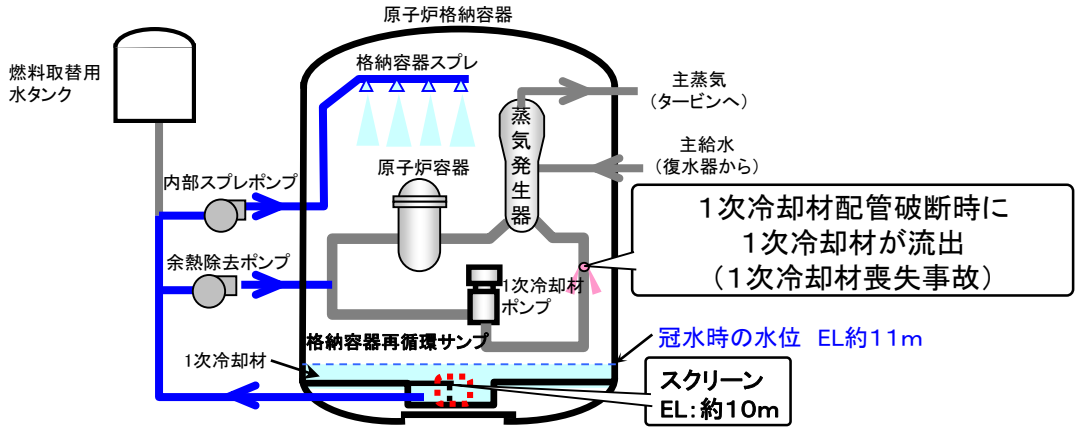 原子炉格納容器
燃料取替用
水タンク
格納容器スプレ
主蒸気
(タービンへ)
蒸気発生器
主給水
(復水器から)
原子炉容器
内部スプレポンプ
1次冷却材配管破断時に
1次冷却材が流出
(1次冷却材喪失事故)
余熱除去ポンプ
1次冷却材
ポンプ
格納容器再循環サンプ
冠水時の水位 EL約11m
1次冷却材
スクリーン
EL:約10m